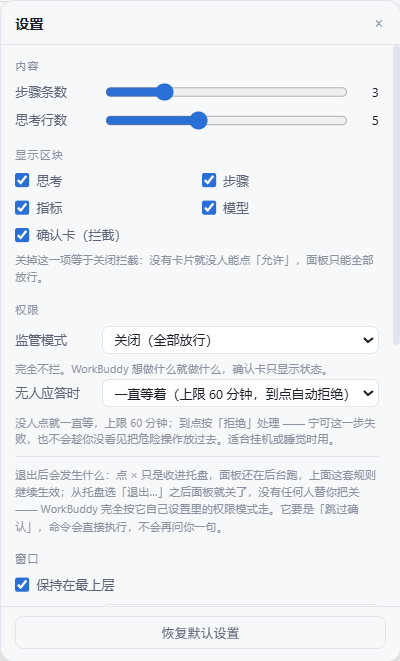 设置
×
内容
步骤条数 3
思考行数 5
显示区块
思考 步骤
指标 模型
确认卡（拦截）
关掉这一项等于关闭拦截：没有卡片就没人能点「允许」，面板只能全部
放行。
权限
监管模式 关闭（全部放行）
完全不拦。WorkBuddy 想做什么就做什么，确认卡只显示状态。
无人应答时 一直等着（上限 60 分钟，到点自动拒绝）
没人点就一直等，上限 60 分钟；到点按「拒绝」处理 —— 宁可这一步失
败，也不会趁你没看见把危险操作放过去。适合挂机或睡觉时用。
退出后会发生什么：点 × 只是收进托盘，面板还在后台跑，上面这套规则
继续生效；从托盘选「退出…」之后面板就关了，没有任何人替你把关
—— WorkBuddy 完全按它自己设置里的权限模式走。它要是「跳过确
认」，命令会直接执行，不会再问你一句。
窗口
保持在最上层
恢复默认设置